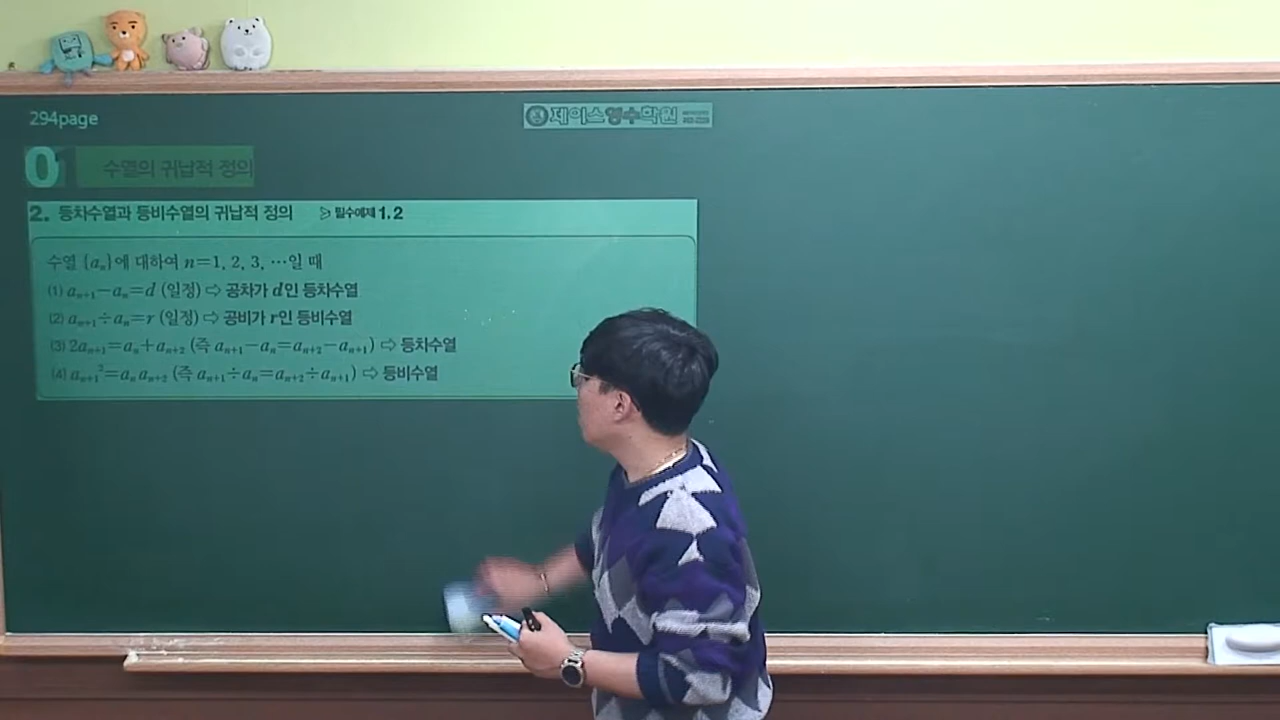 294page
제이스영수학원
0
수열의 귀납적 정의
2. 등차수열과 등비수열의 귀납적 정의 ▷ 필수예제 1, 2
수열 {aₙ}에 대하여 n=1, 2, 3, …일 때
(1) aₙ₊₁-aₙ=d (일정) ⇨ 공차가 d인 등차수열
(2) aₙ₊₁÷aₙ=r (일정) ⇨ 공비가 r인 등비수열
(3) 2aₙ₊₁=aₙ+aₙ₊₂ (즉 aₙ₊₁-aₙ=aₙ₊₂-aₙ₊₁) ⇨ 등차수열
(4) aₙ₊₁²=aₙaₙ₊₂ (즉 aₙ₊₁÷aₙ=aₙ₊₂÷aₙ₊₁) ⇨ 등비수열